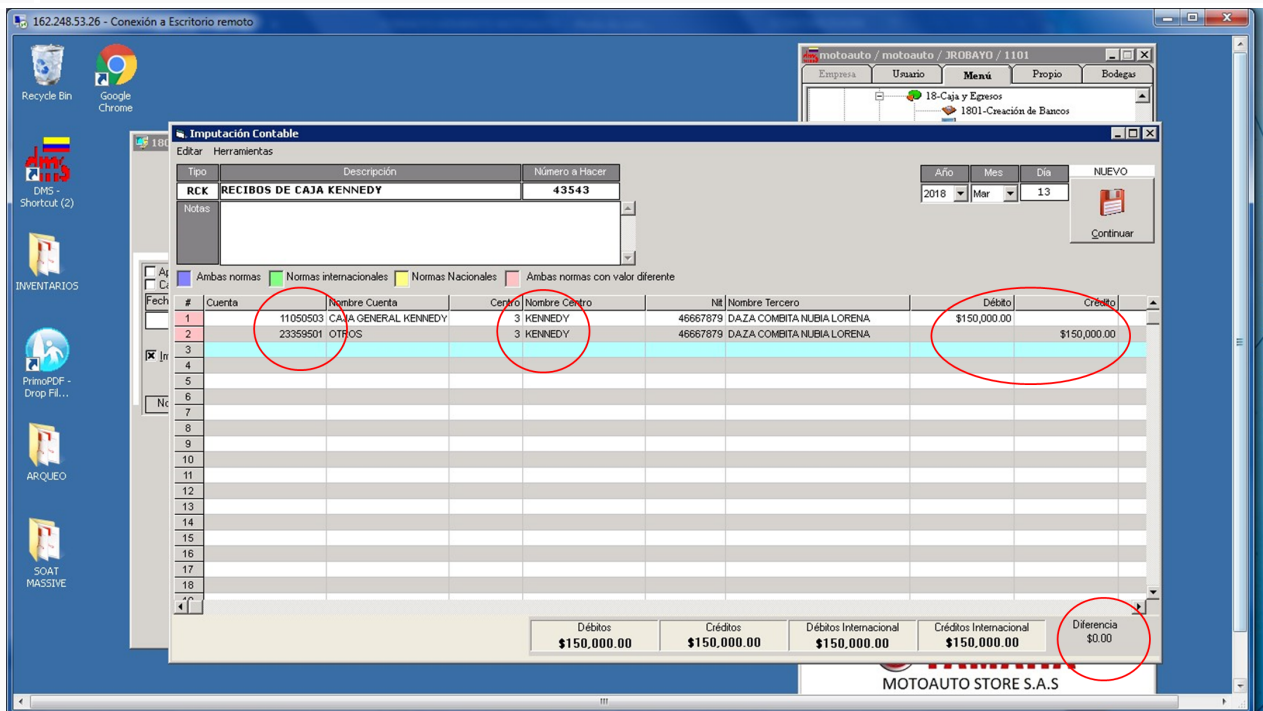 162.248.53.26 - Conexión a Escritorio remoto
Recycle Bin
Google Chrome
DMS - Shortcut (2)
INVENTARIOS
PrimoPDF - Drop Fil...
ARQUEO
SOAT MASSIVE
motoauto / motoauto / JROBAYO / 1101
Empresa Usuario Menú Propio Bodegas
18-Caja y Egresos
1801-Creación de Bancos
Imputación Contable
Editar Herramientas
Tipo Descripción Número a Hacer
RCK RECIBOS DE CAJA KENNEDY 43543
Notas
Año Mes Día NUEVO
2018 Mar 13
Continuar
Ambas normas Normas internacionales Normas Nacionales Ambas normas con valor diferente
# Cuenta Nombre Cuenta Centro Nombre Centro Nit Nombre Tercero Débito Crédito
1 11050503 CAJA GENERAL KENNEDY 3 KENNEDY 46667879 DAZA COMBITA NUBIA LORENA $150,000.00
2 23359501 OTROS 3 KENNEDY 46667879 DAZA COMBITA NUBIA LORENA $150,000.00
3
4
5
6
7
8
9
10
11
12
13
14
15
16
17
18
Débitos Créditos Débitos Internacional Créditos Internacional Diferencia
$150,000.00 $150,000.00 $150,000.00 $150,000.00 $0.00
MOTOAUTO STORE S.A.S